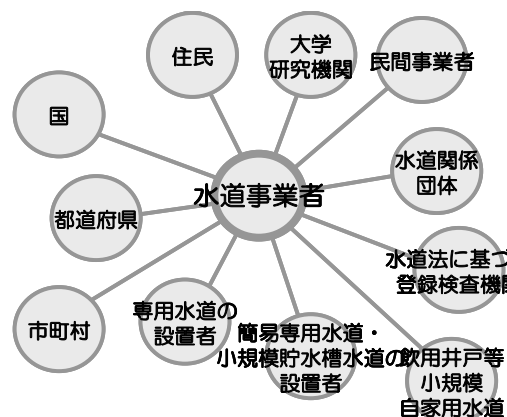 住民
大学
研究機関
民間事業者
国
水道関係
団体
水道事業者
都道府県
水道法に基づ
登録検査機関
専用水道の
設置者
市町村
簡易専用水道・
小規模貯水槽水道の
設置者
飲用井戸等
小規模
自家用水道